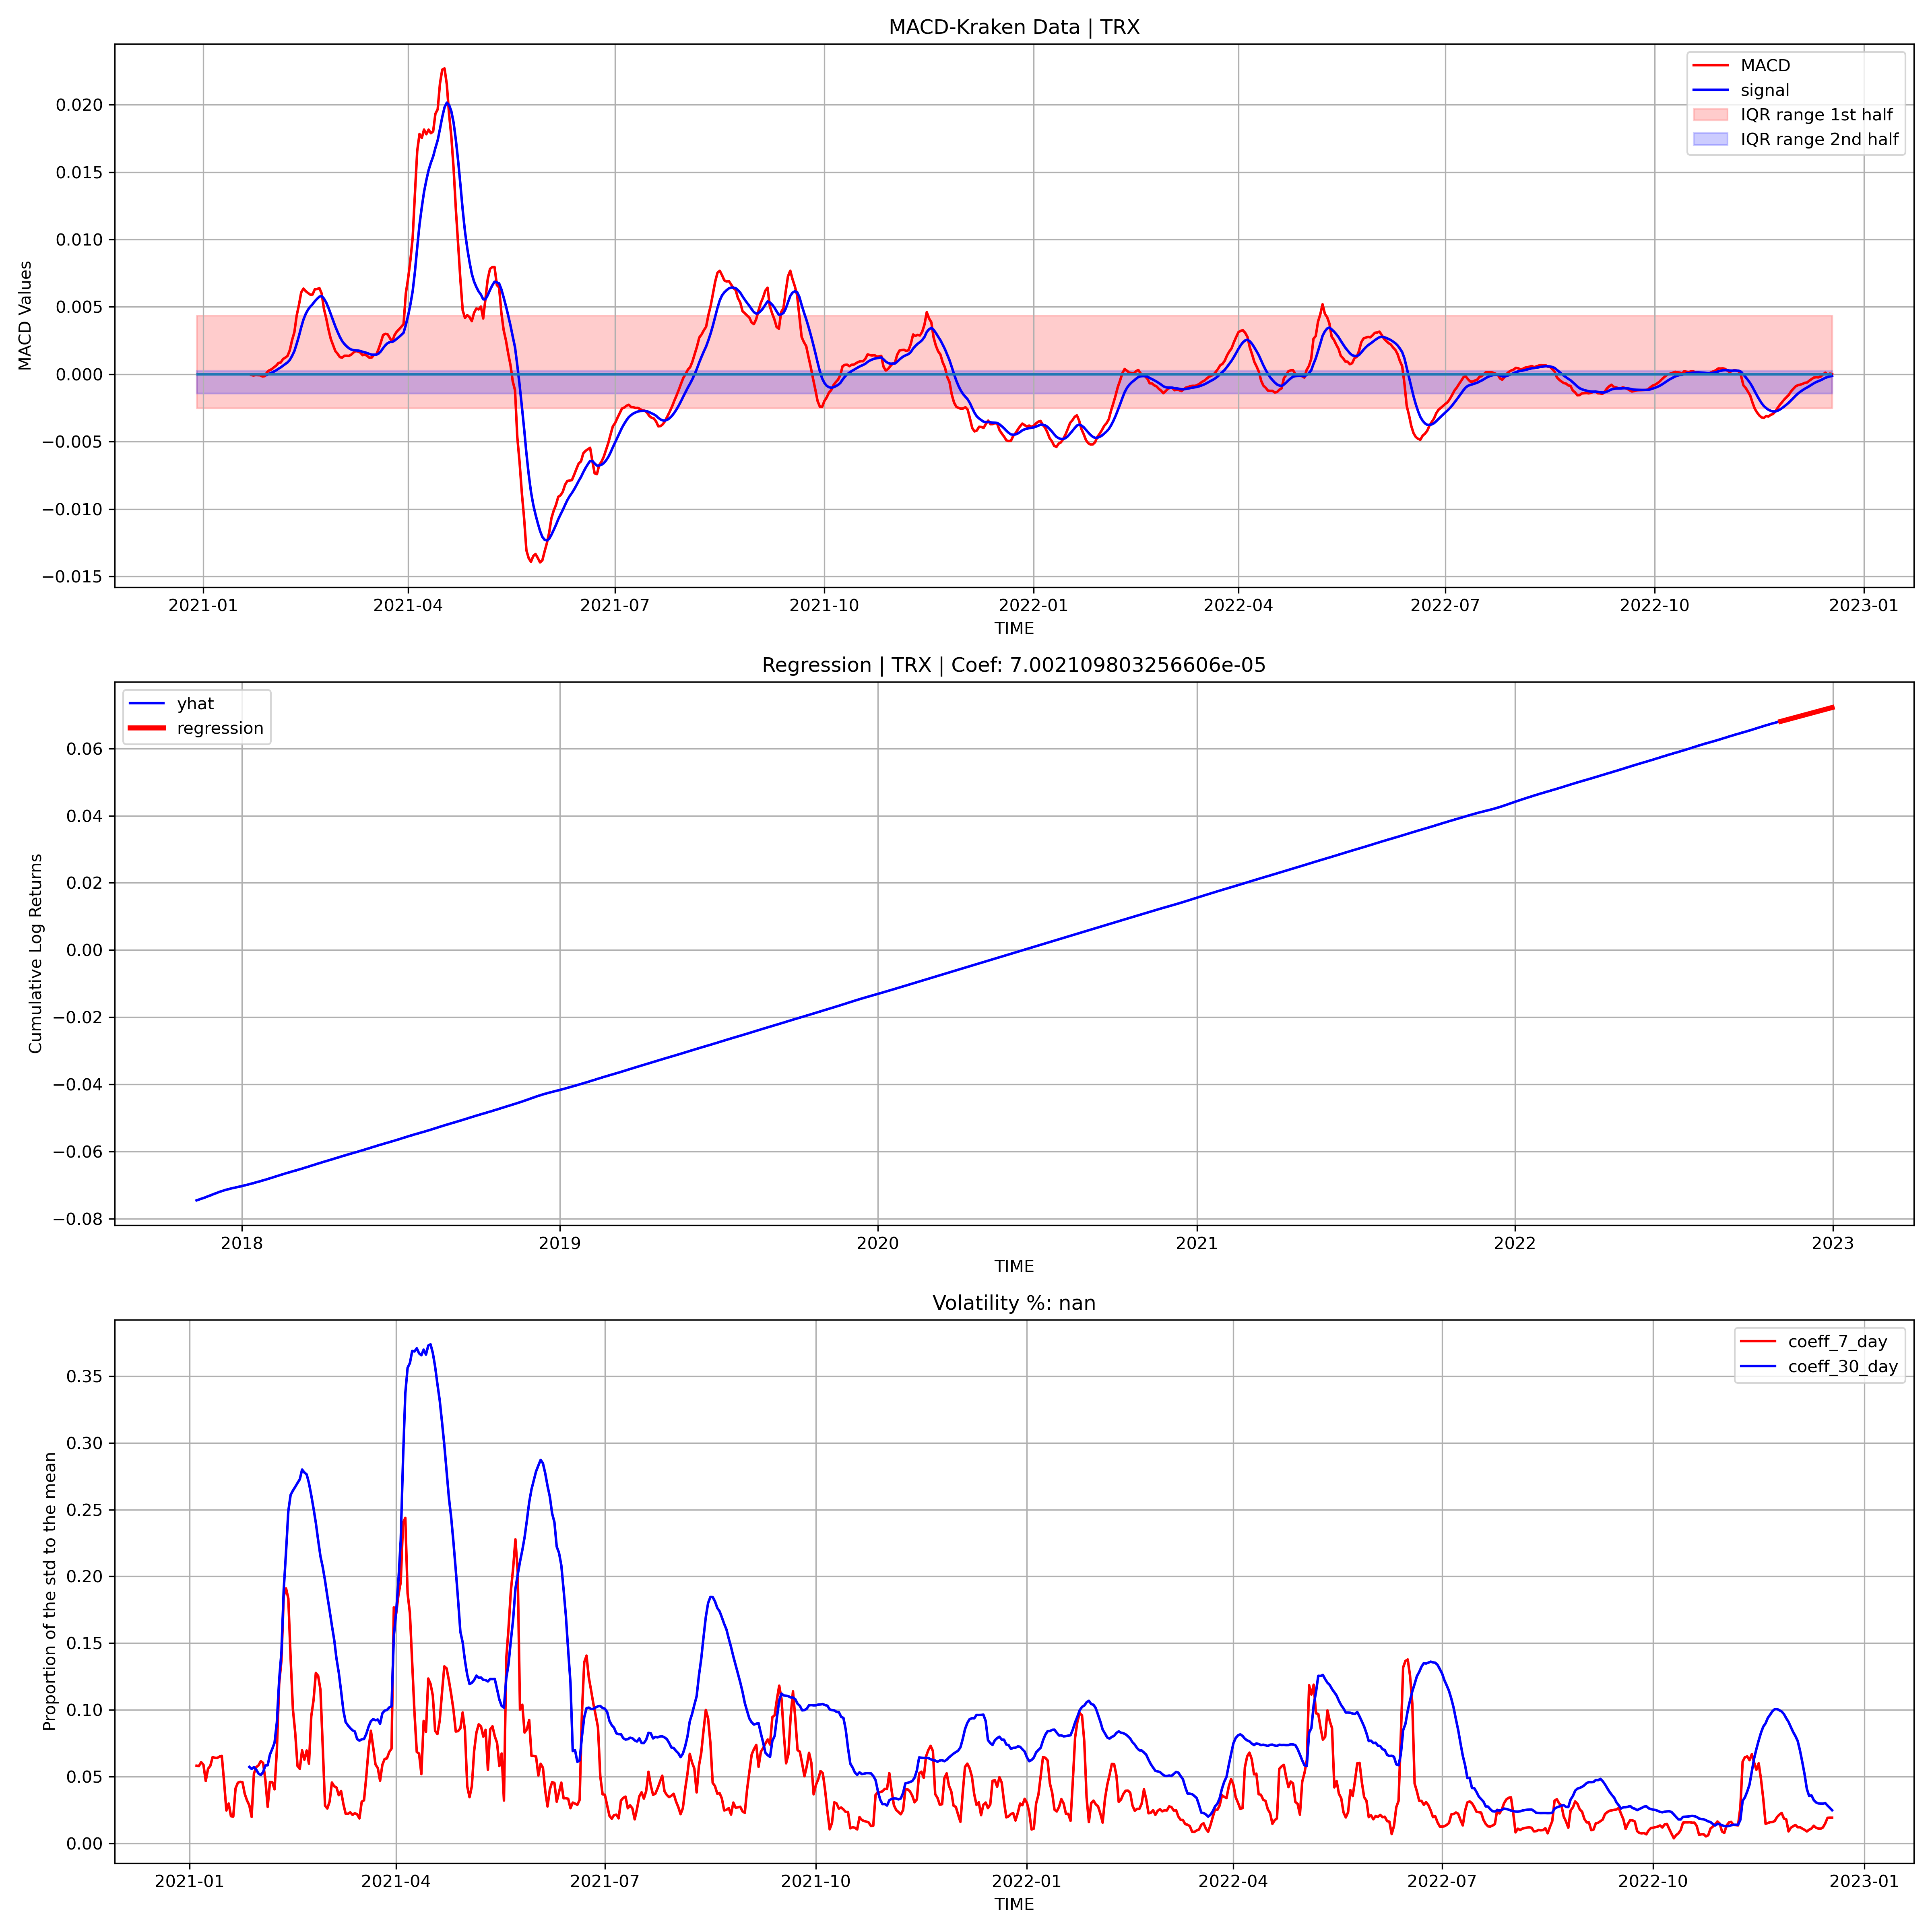 MACD-Kraken Data | TRX
MACD
signal
IQR range 1st half
IQR range 2nd half
MACD Values
0.020
0.015
0.010
0.005
0.000
−0.005
−0.010
−0.015
2021-01 2021-04 2021-07 2021-10 2022-01 2022-04 2022-07 2022-10 2023-01
TIME
Regression | TRX | Coef: 7.002109803256606e-05
yhat
regression
Cumulative Log Returns
0.06
0.04
0.02
0.00
−0.02
−0.04
−0.06
−0.08
2018 2019 2020 2021 2022 2023
TIME
Volatility %: nan
coeff_7_day
coeff_30_day
Proportion of the std to the mean
0.35
0.30
0.25
0.20
0.15
0.10
0.05
0.00
2021-01 2021-04 2021-07 2021-10 2022-01 2022-04 2022-07 2022-10 2023-01
TIME